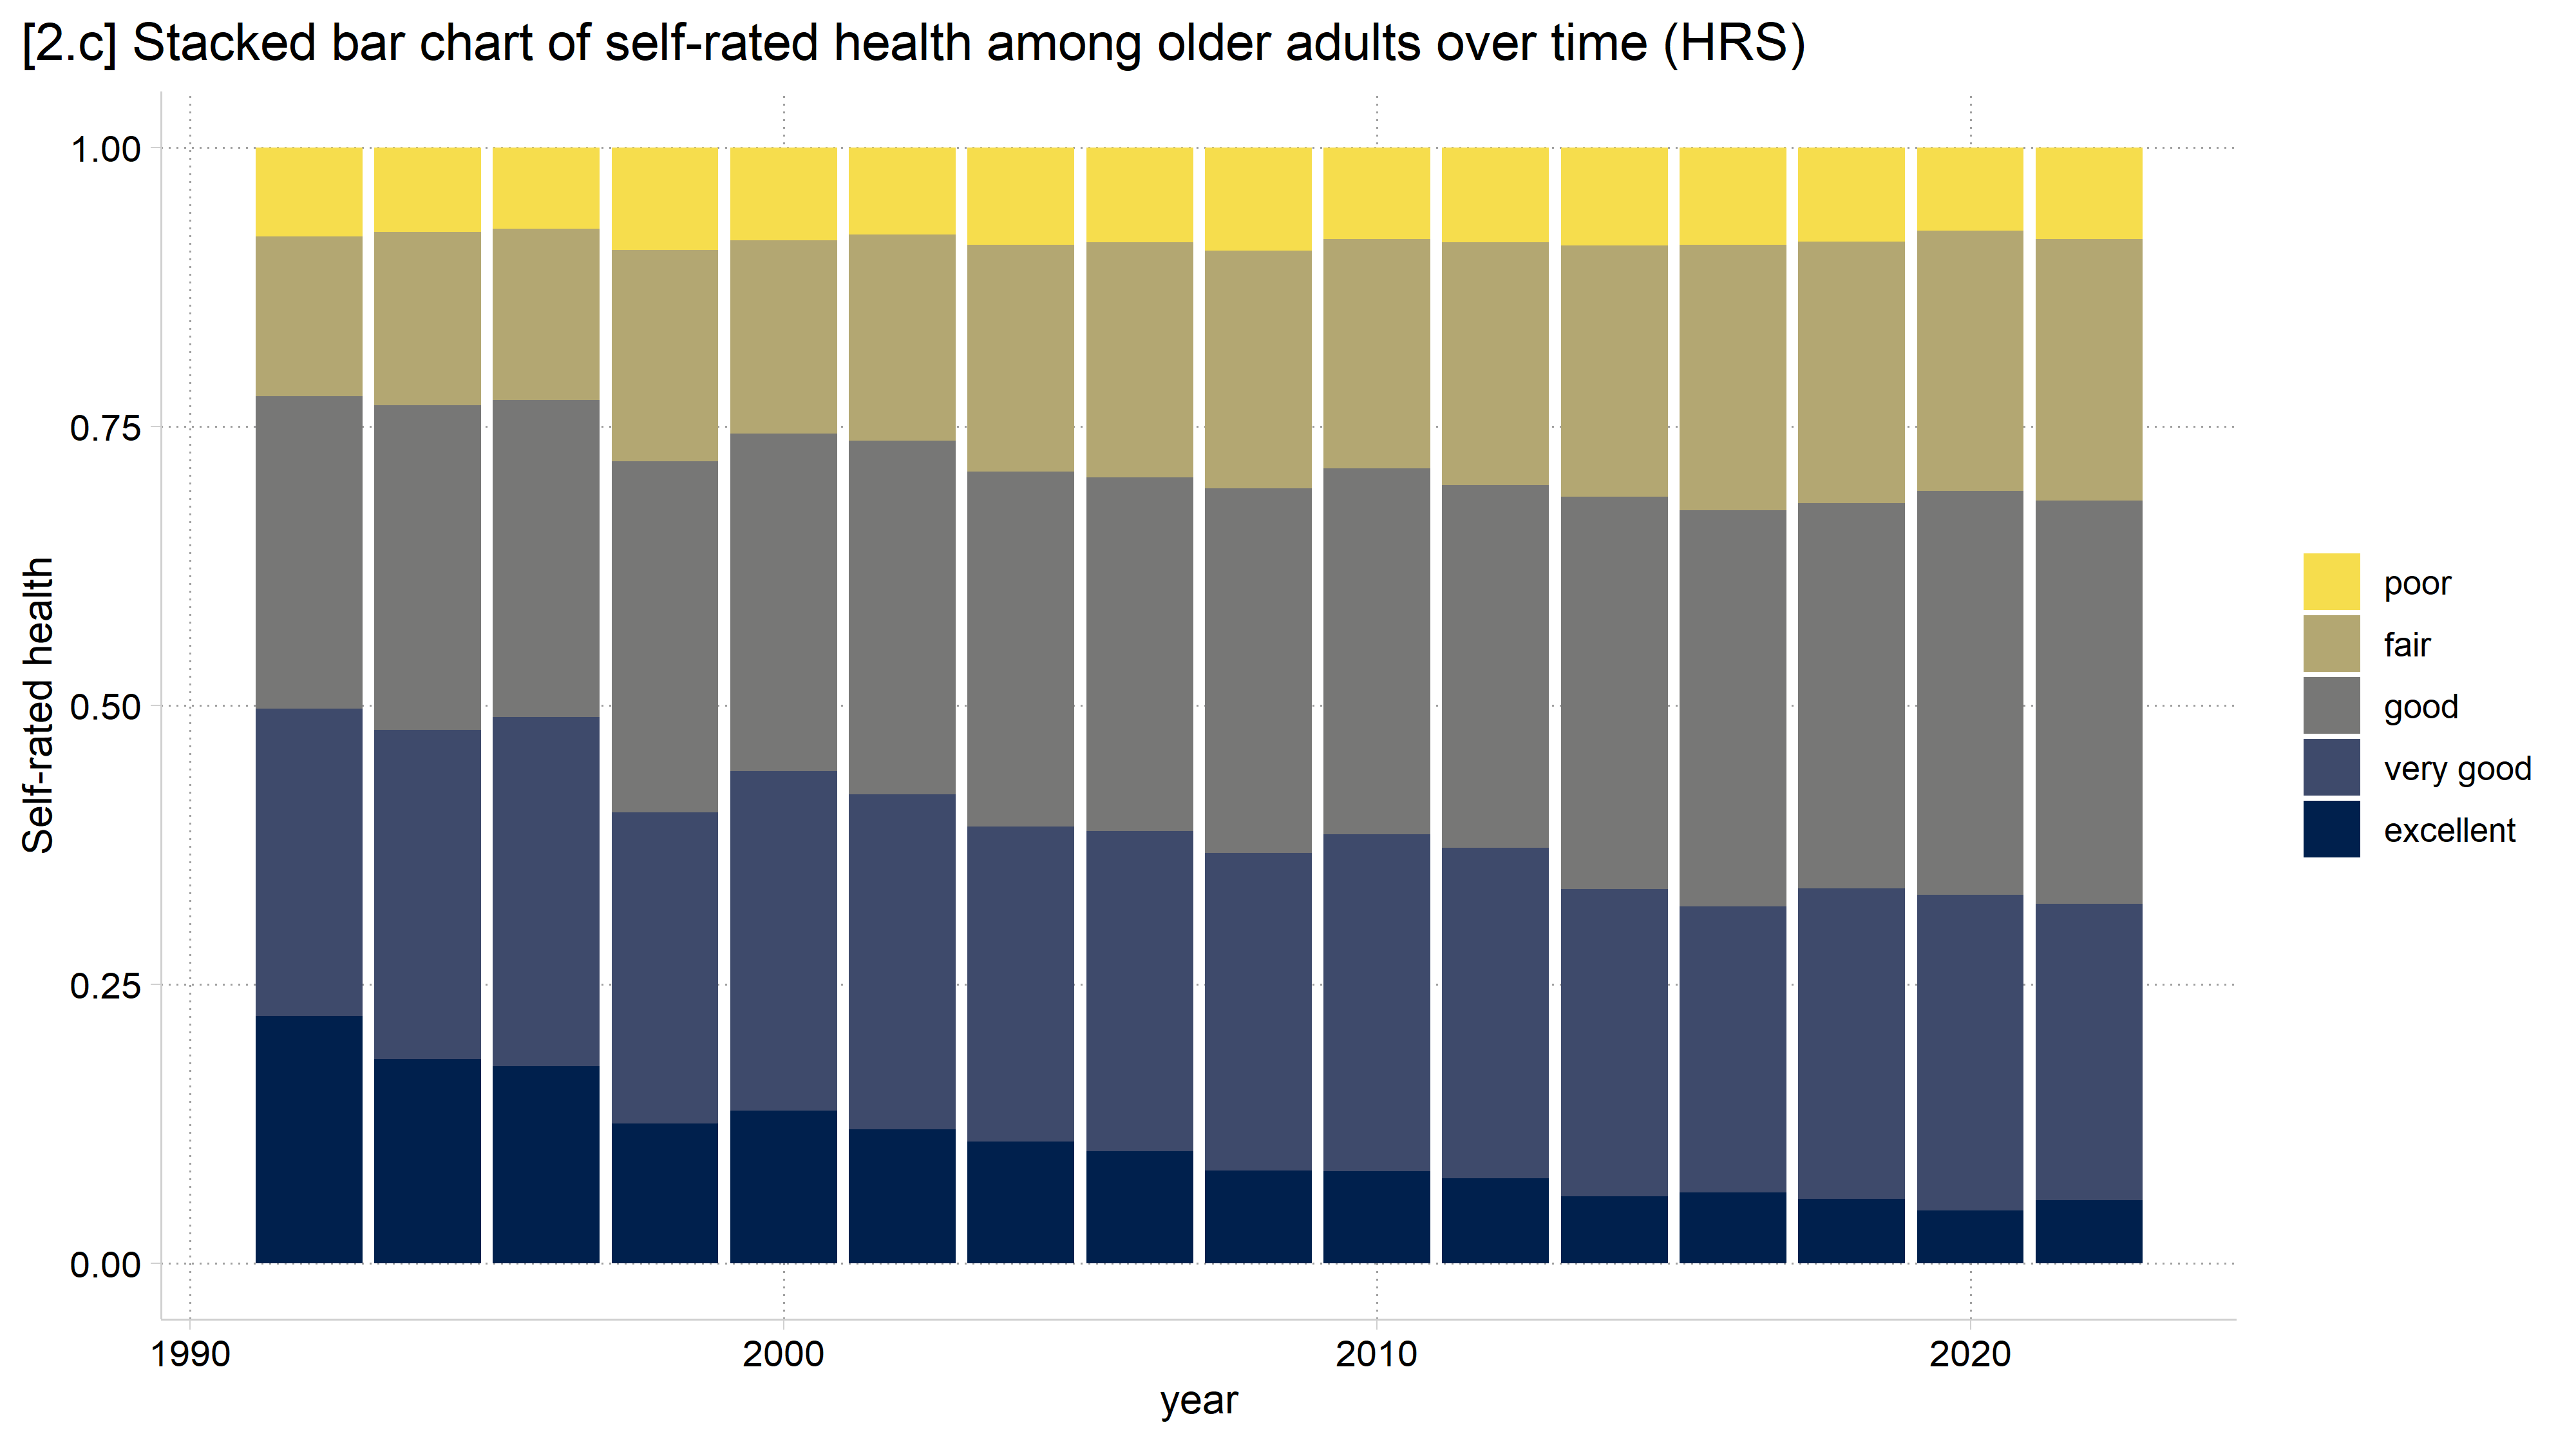 [2.c] Stacked bar chart of self-rated health among older adults over time (HRS)
1.00
0.75
0.50
0.25
0.00
Self-rated health
1990
2000
2010
2020
year
poor
fair
good
very good
excellent